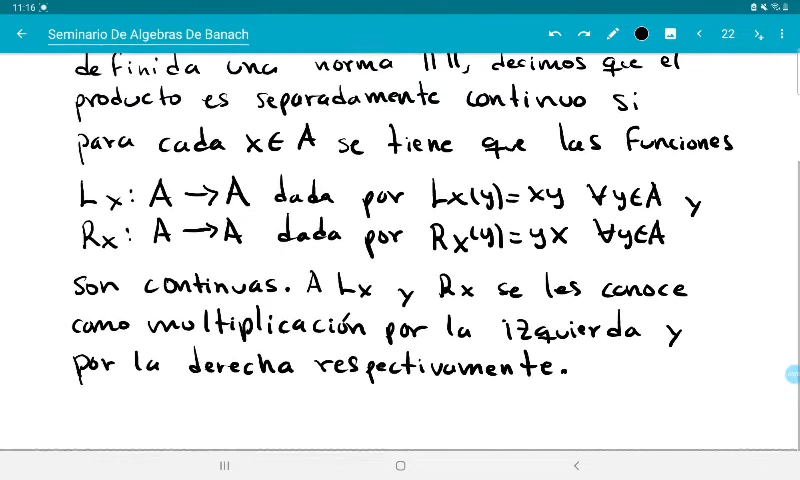 11:16
Seminario De Algebras De Banach
22
definida una norma || ||, decimos que el
producto es separadamente continuo si
para cada x∈A se tiene que las funciones
Lx: A → A dada por Lx(y)= xy ∀y∈A y
Rx: A → A dada por Rx(y)= yx ∀y∈A
son continuas. A Lx y Rx se les conoce
como multiplicación por la izquierda y
por la derecha respectivamente.